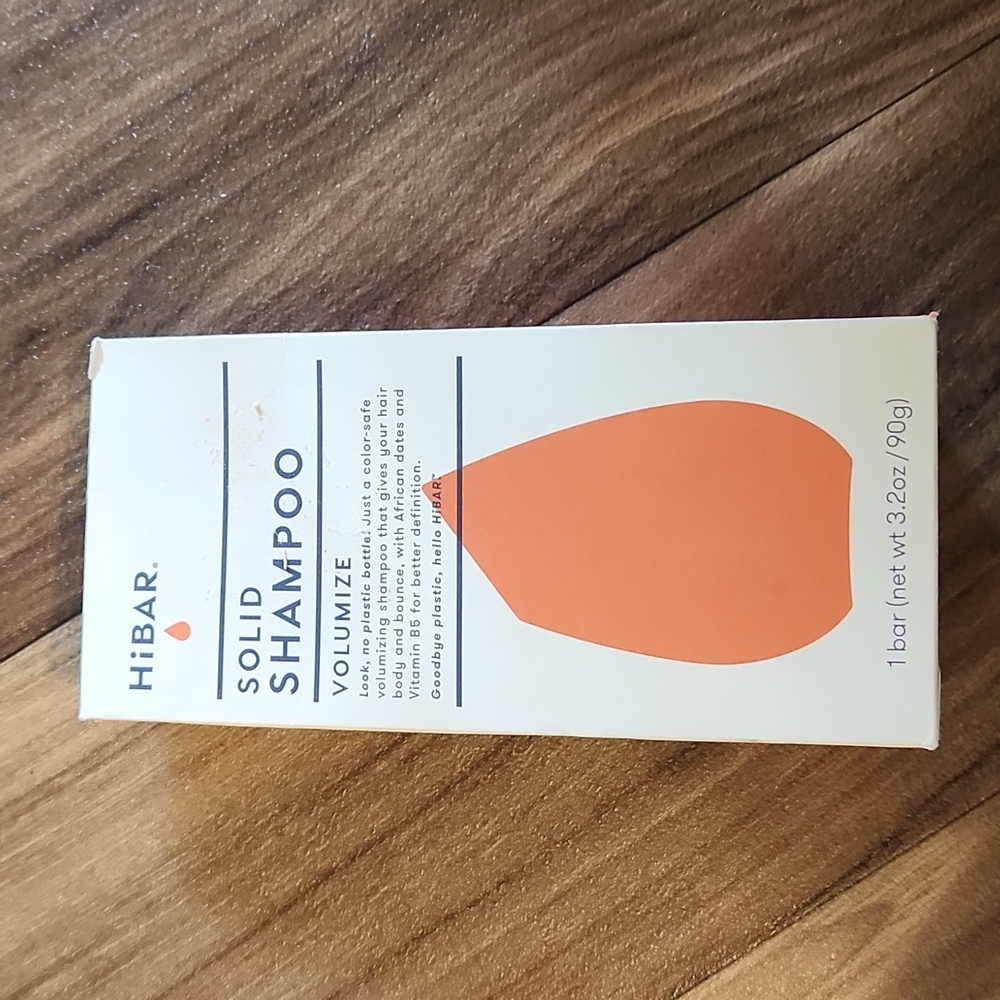 HiBAR®
SOLID
SHAMPOO
VOLUMIZE
Look, no plastic bottle! Just a color-safe
volumizing shampoo that gives your hair
body and bounce, with African dates and
Vitamin B5 for better definition.
Goodbye plastic, hello HiBAR™
1 bar (net wt 3.2oz/90g)